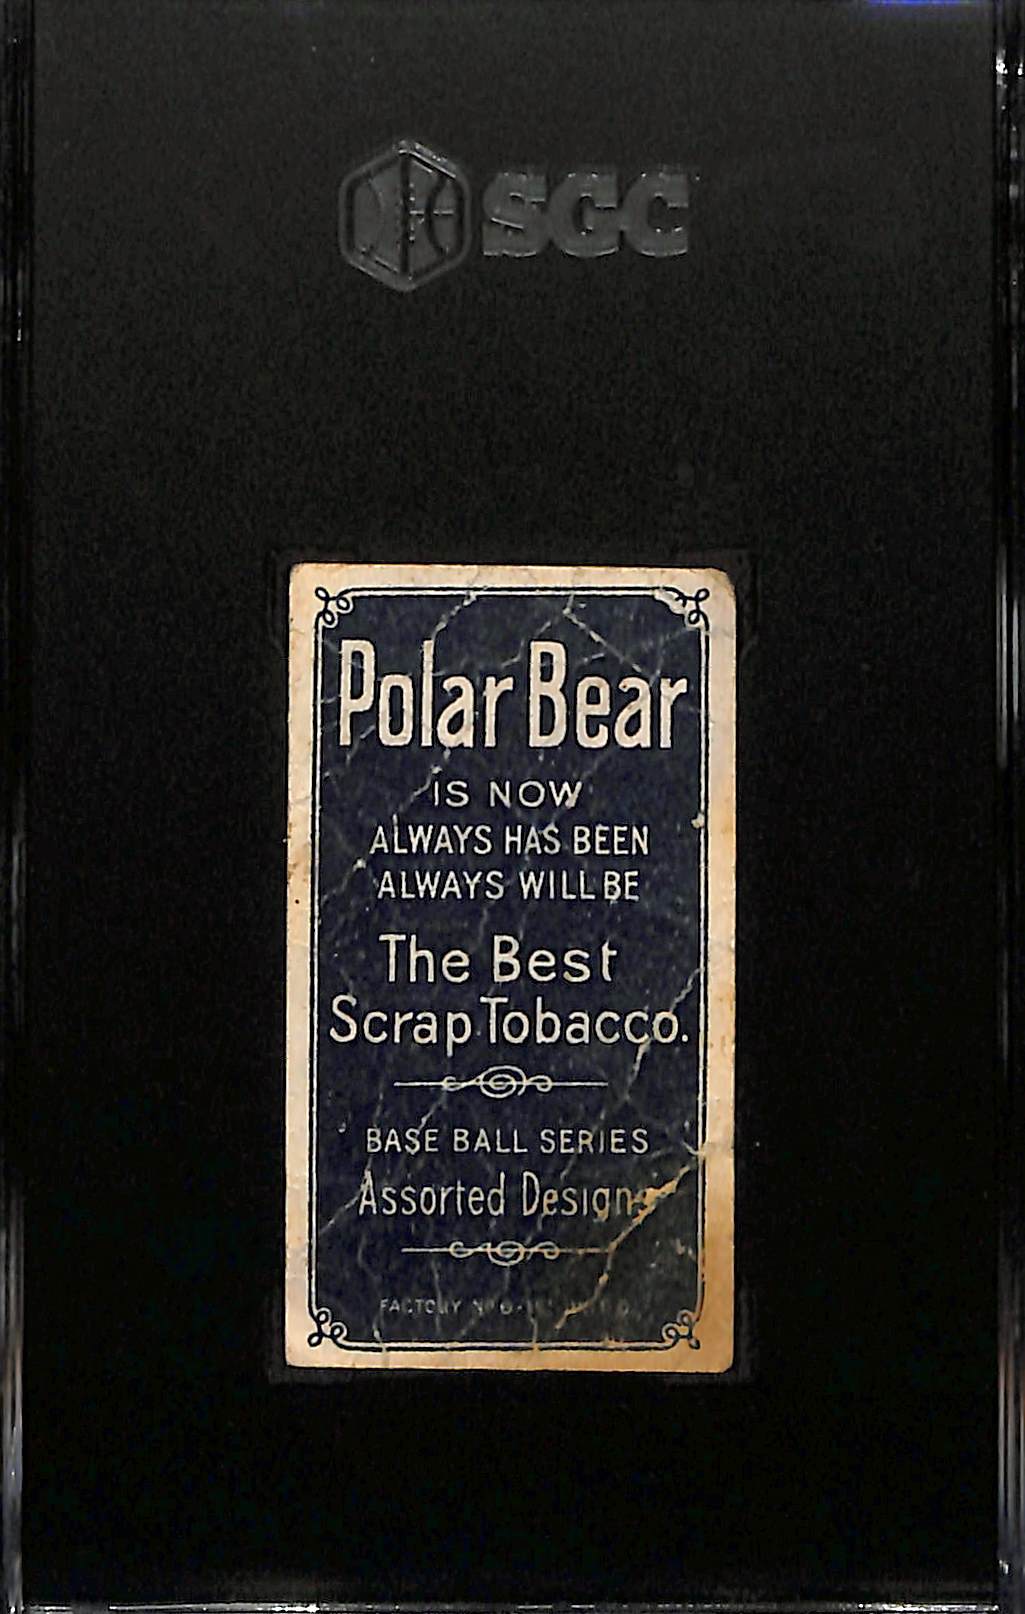 SGC
Polar Bear
IS NOW
ALWAYS HAS BEEN
ALWAYS WILL BE
The Best
Scrap Tobacco.
BASE BALL SERIES
Assorted Designs
FACTORY